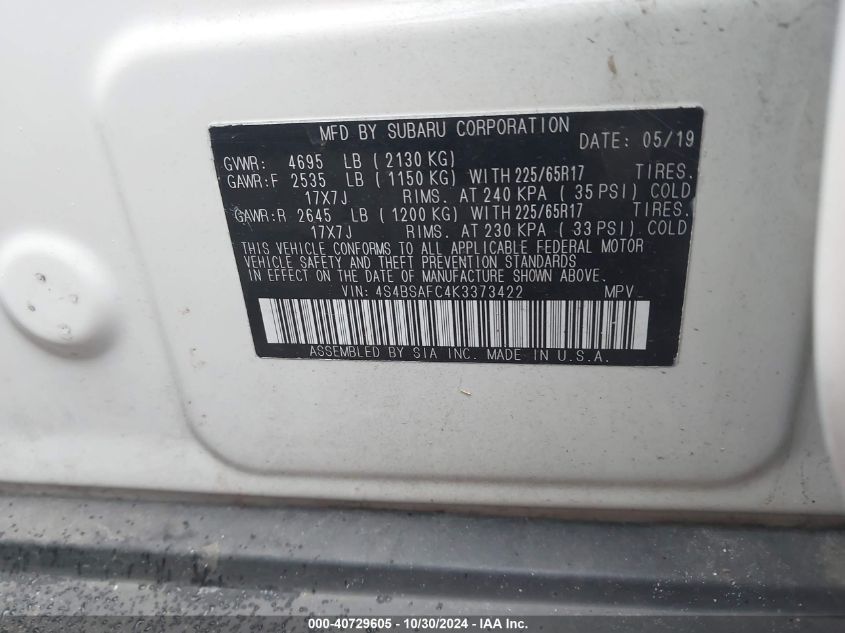 MFD BY SUBARU CORPORATION DATE: 05/19
GVWR: 4695 LB (2130 KG)
GAWR:F 2535 LB (1150 KG) WITH 225/65R17 TIRES.
17X7J RIMS. AT 240 KPA (35 PSI) COLD
GAWR:R 2645 LB (1200 KG) WITH 225/65R17 TIRES.
17X7J RIMS. AT 230 KPA (33 PSI) COLD
THIS VEHICLE CONFORMS TO ALL APPLICABLE FEDERAL MOTOR
VEHICLE SAFETY AND THEFT PREVENTION STANDARDS
IN EFFECT ON THE DATE OF MANUFACTURE SHOWN ABOVE.
VIN: 4S4BSAFC4K3373422 MPV
ASSEMBLED BY SIA INC. MADE IN U.S.A.
000-40729605 - 10/30/2024 - IAA Inc.